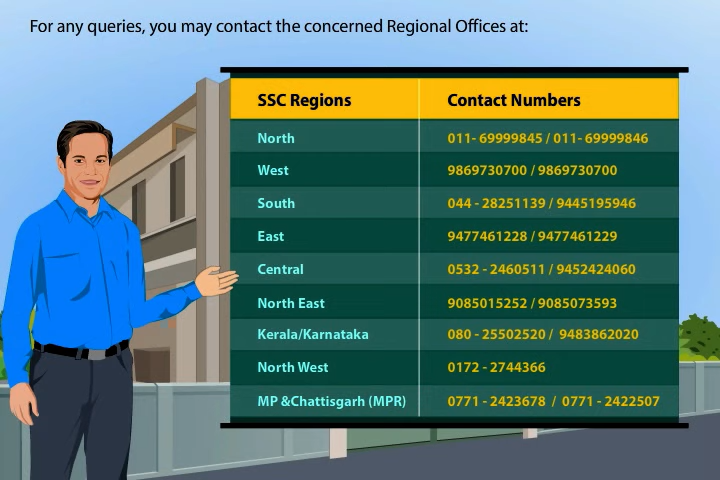 For any queries, you may contact the concerned Regional Offices at:
SSC Regions Contact Numbers
North 011- 69999845 / 011- 69999846
West 9869730700 / 9869730700
South 044 - 28251139 / 9445195946
East 9477461228 / 9477461229
Central 0532 - 2460511 / 9452424060
North East 9085015252 / 9085073593
Kerala/Karnataka 080 - 25502520 / 9483862020
North West 0172 - 2744366
MP &Chattisgarh (MPR) 0771 - 2423678 / 0771 - 2422507